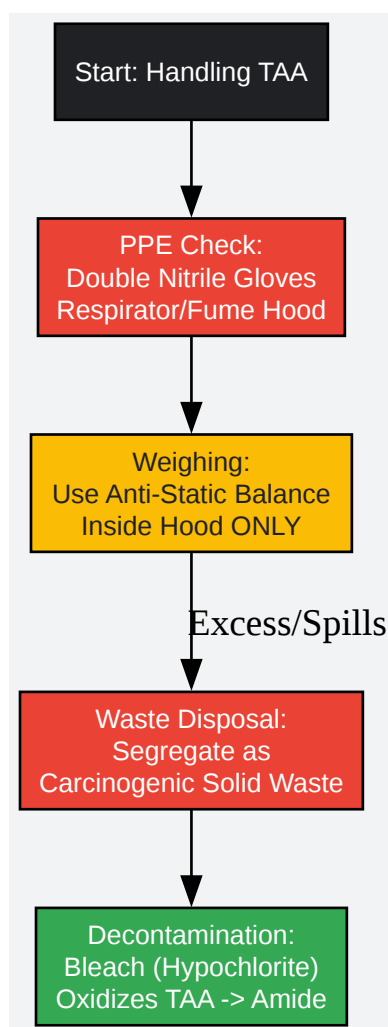 Start: Handling TAA
PPE Check:
Double Nitrile Gloves
Respirator/Fume Hood
Weighing:
Use Anti-Static Balance
Inside Hood ONLY
Excess/Spills
Waste Disposal:
Segregate as
Carcinogenic Solid Waste
Decontamination:
Bleach (Hypochlorite)
Oxidizes TAA -> Amide